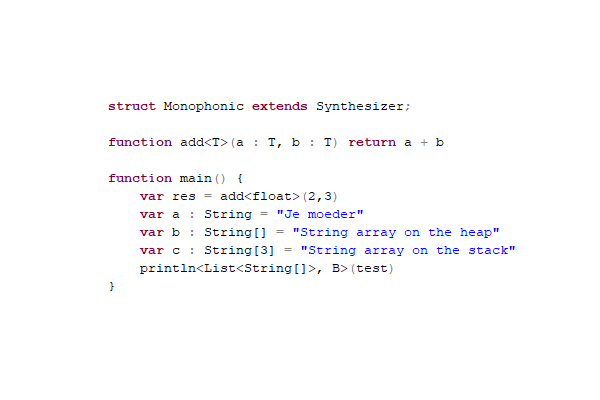 struct Monophonic extends Synthesizer;
function add<T>(a : T, b : T) return a + b
function main() {
var res = add<float>(2,3)
var a : String = "Je moeder"
var b : String[] = "String array on the heap"
var c : String[3] = "String array on the stack"
println<List<String[]>, B>(test)
}